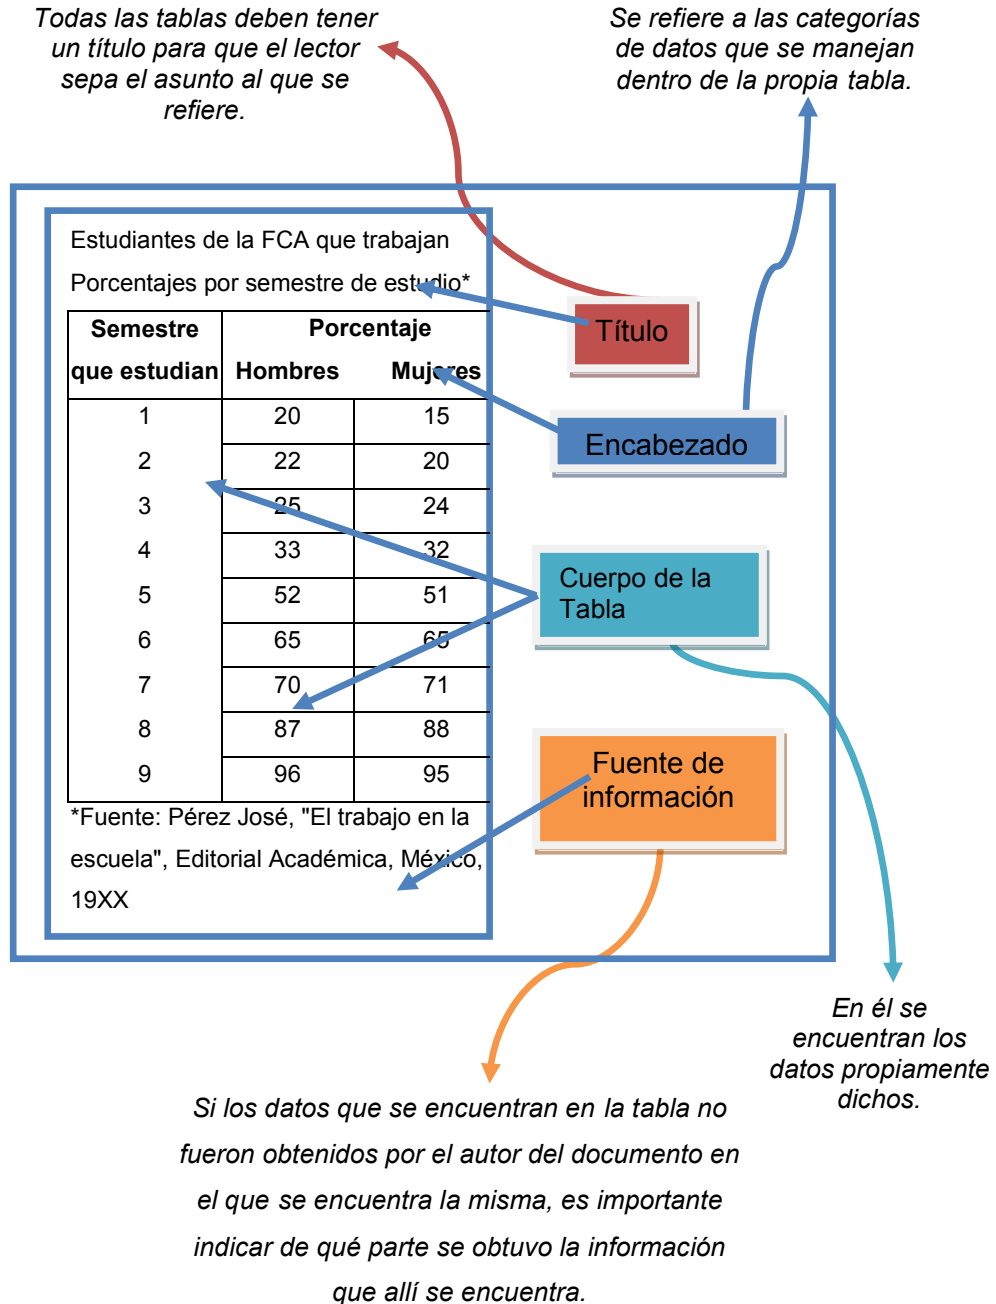 Todas las tablas deben tener
un título para que el lector
sepa el asunto al que se
refiere.
Se refiere a las categorías
de datos que se manejan
dentro de la propia tabla.
Estudiantes de la FCA que trabajan
Porcentajes por semestre de estudio*
Semestre Porcentaje
que estudian Hombres Mujeres
1 20 15
2 22 20
3 25 24
4 33 32
5 52 51
6 65 65
7 70 71
8 87 88
9 96 95
*Fuente: Pérez José, "El trabajo en la
escuela", Editorial Académica, México,
19XX
Título
Encabezado
Cuerpo de la
Tabla
Fuente de
información
En él se
encuentran los
datos propiamente
dichos.
Si los datos que se encuentran en la tabla no
fueron obtenidos por el autor del documento en
el que se encuentra la misma, es importante
indicar de qué parte se obtuvo la información
que allí se encuentra.